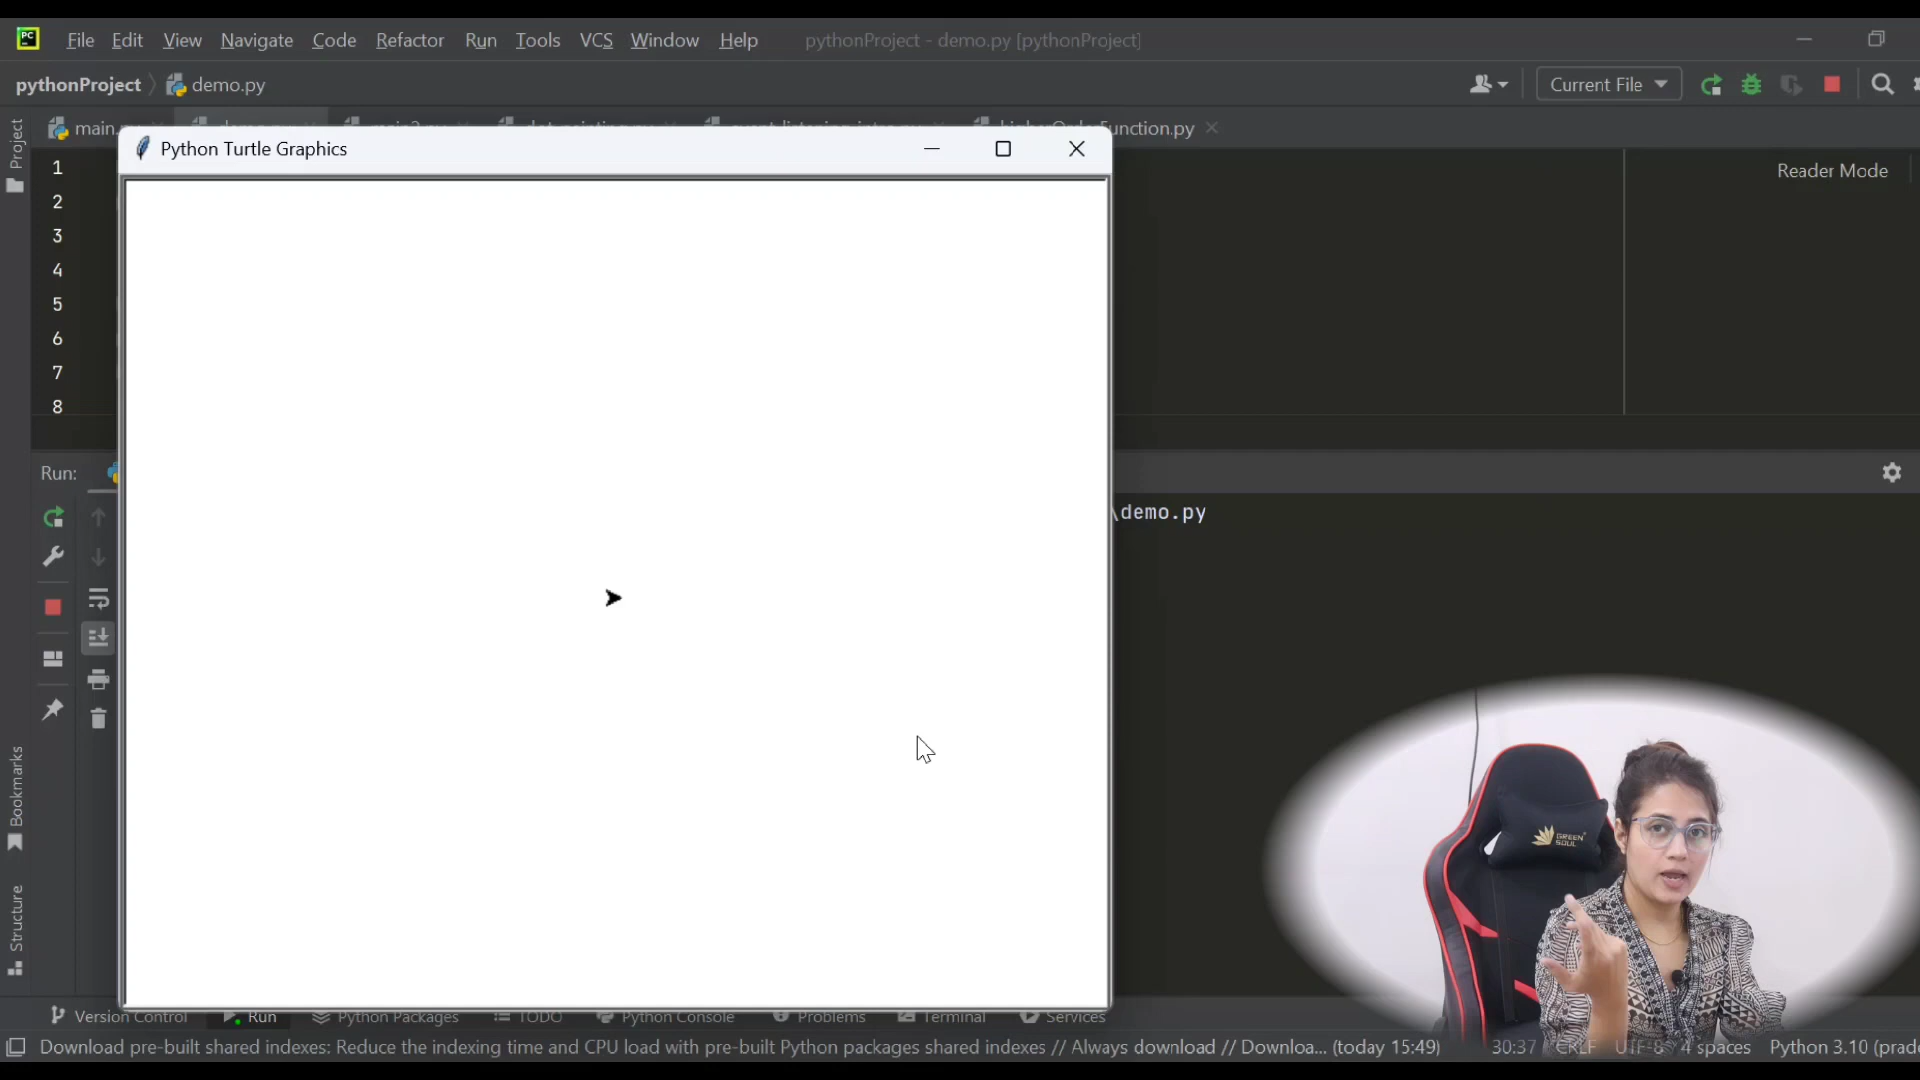 File Edit View Navigate Code Refactor Run Tools VCS Window Help pythonProject - demo.py [pythonProject]
pythonProject demo.py Current File
main. Function.py
Python Turtle Graphics
Reader Mode
Project
1
2
3
4
5
6
7
8
Run:
\demo.py
Bookmarks
Structure
GREEN SOUL
Version Control Run Python Packages TODO Python Console Problems Terminal Services
Download pre-built shared indexes: Reduce the indexing time and CPU load with pre-built Python packages shared indexes // Always download // Downloa... (today 15:49) 30:37 CRLF UTF-8 4 spaces Python 3.10